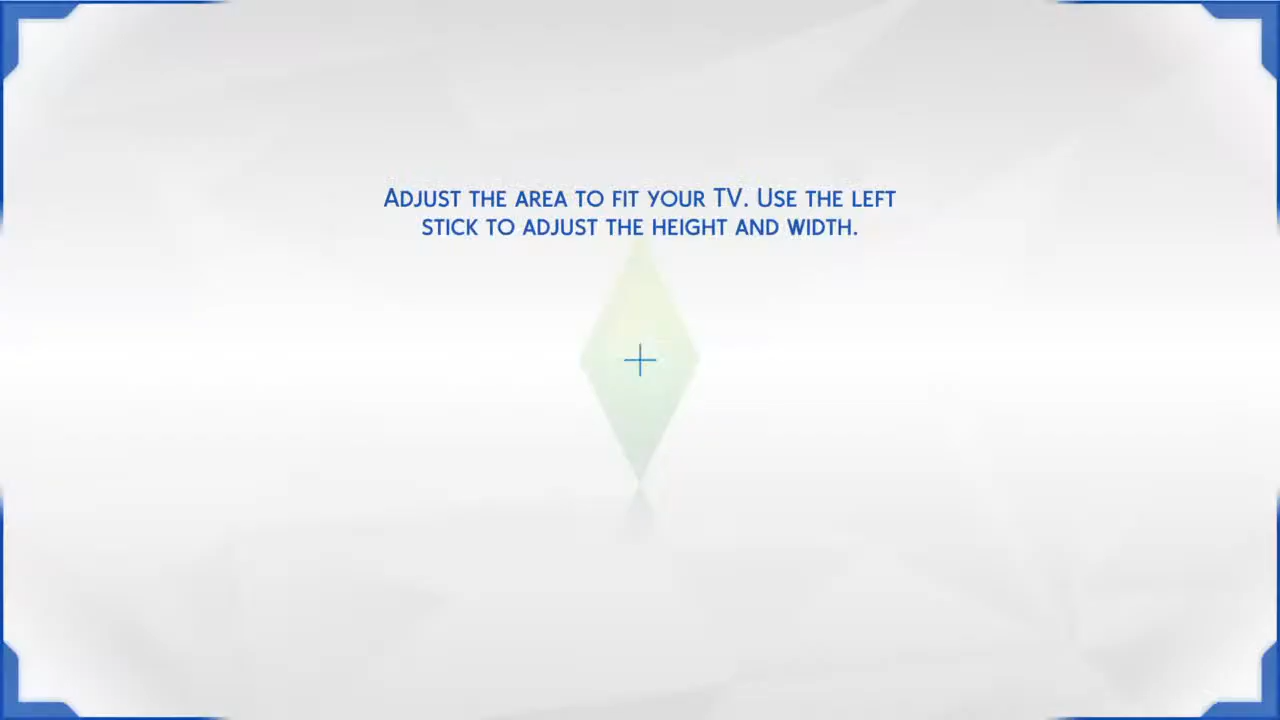 Adjust the area to fit your TV. Use the left
stick to adjust the height and width.